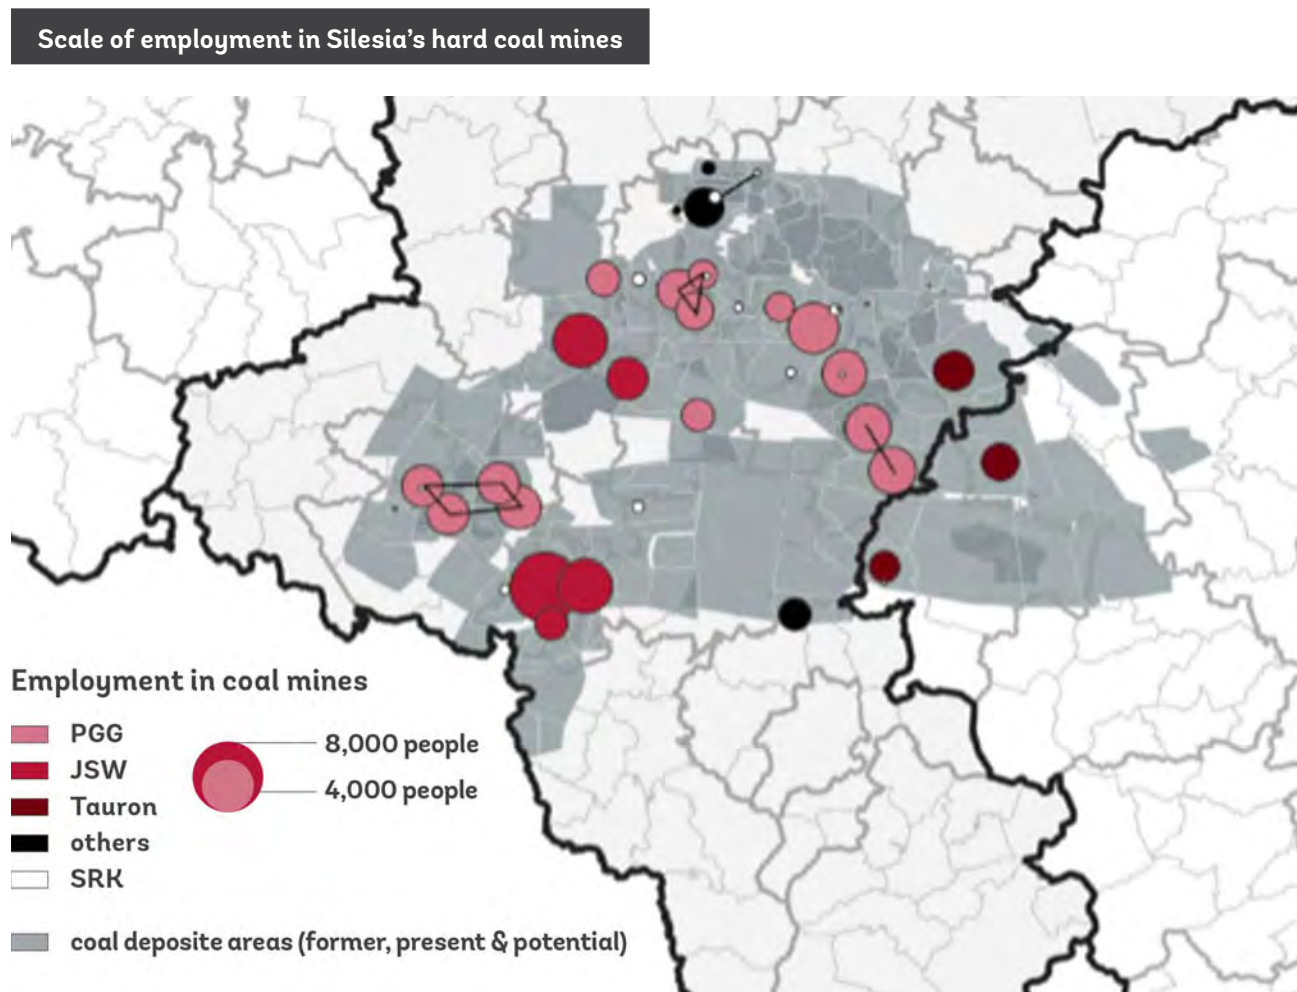 Scale of employment in Silesia's hard coal mines
Employment in coal mines
PGG
JSW
Tauron
others
SRK
8,000 people
4,000 people
coal deposite areas (former, present & potential)